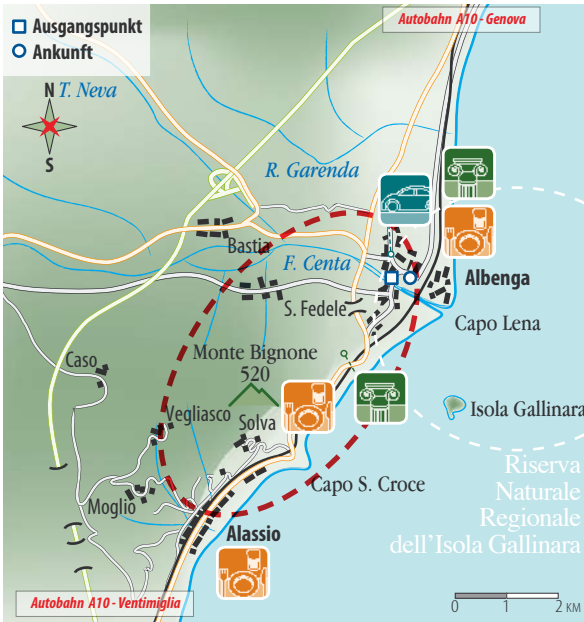 Autobahn A10 - Genova
Ausgangspunkt
Ankunft
N
T. Neva
S
R. Garenda
Bastia
F. Centa
Albenga
S. Fedele
Capo Lena
Monte Bignone
520
Caso
Isola Gallinara
Vegliasco
Solva
Riserva
Naturale
Regionale
dell'Isola Gallinara
Capo S. Croce
Moglio
Alassio
Autobahn A10 - Ventimiglia
0 1 2 KM